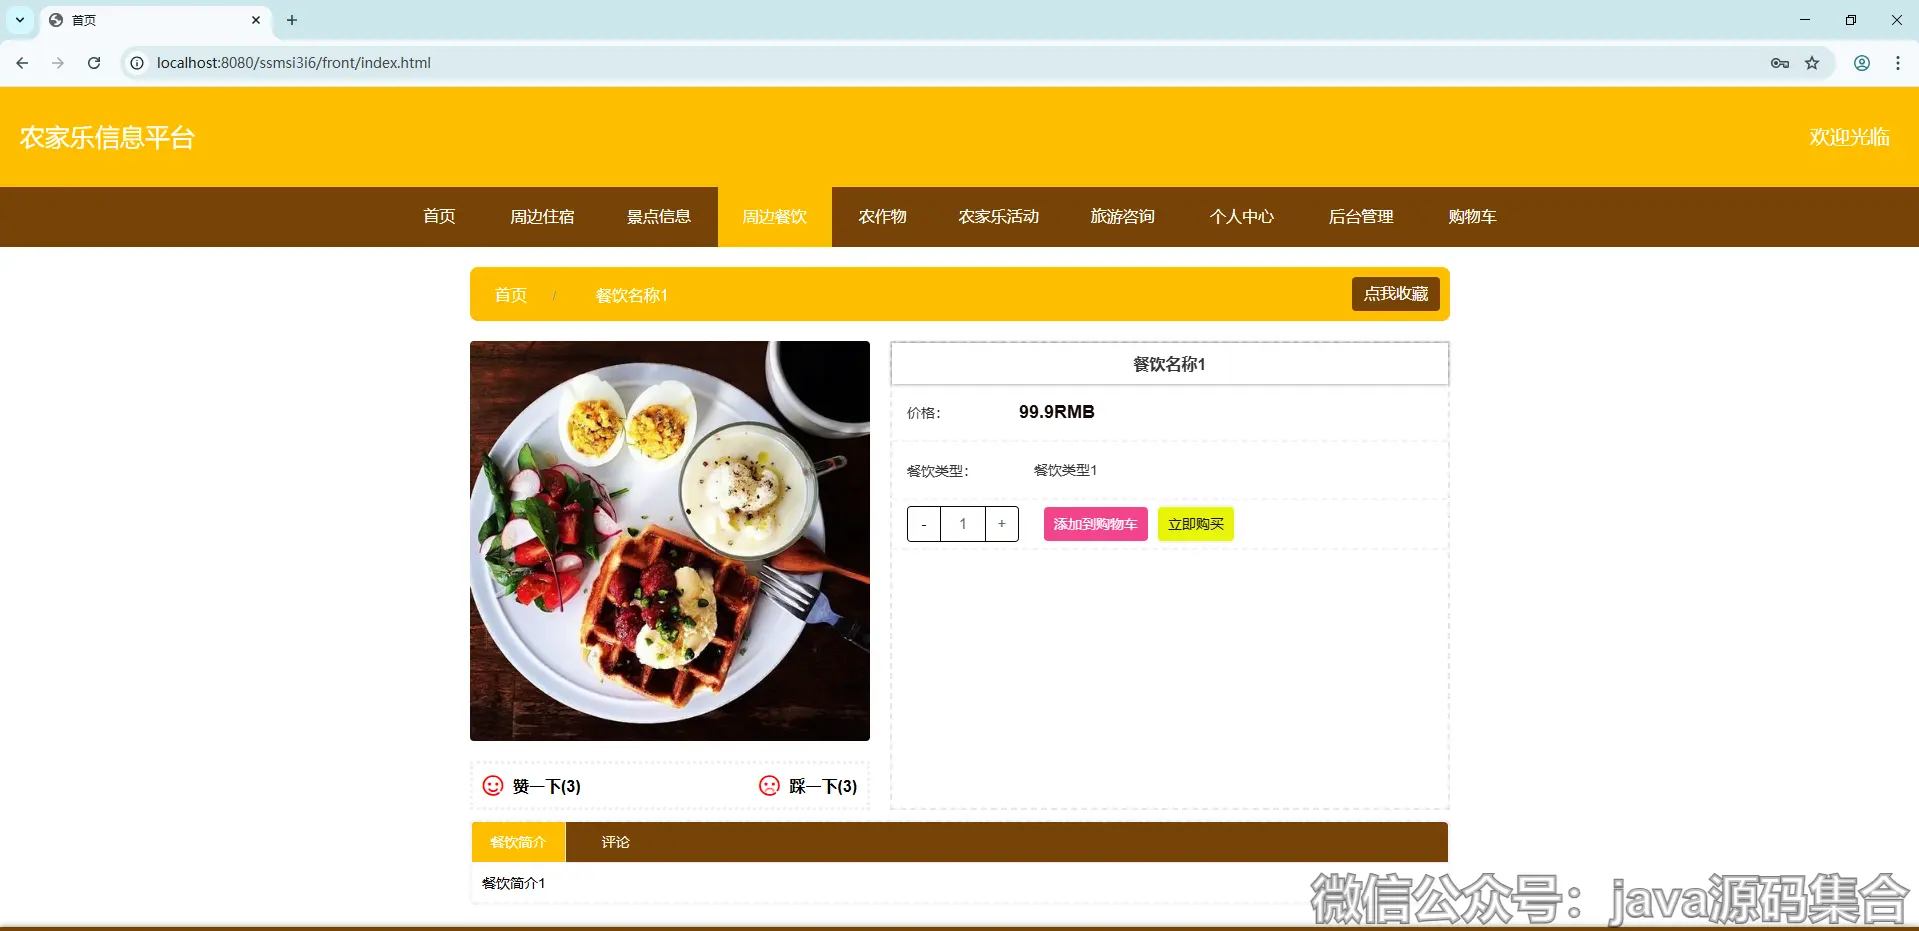 首页
localhost:8080/ssmsi3i6/front/index.html
农家乐信息平台
欢迎光临
首页 周边住宿 景点信息 周边餐饮 农作物 农家乐活动 旅游咨询 个人中心 后台管理 购物车
首页 / 餐饮名称1 点我收藏
餐饮名称1
价格： 99.9RMB
餐饮类型： 餐饮类型1
- 1 + 添加到购物车 立即购买
赞一下(3) 踩一下(3)
餐饮简介 评论
餐饮简介1
微信公众号：java源码集合